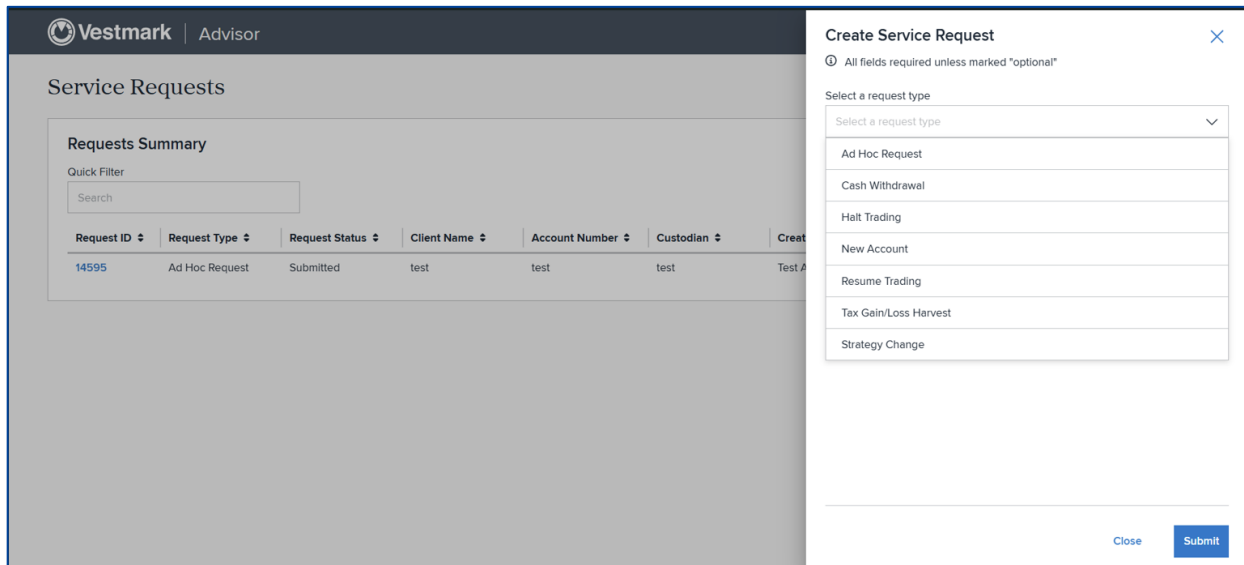 Vestmark | Advisor
Service Requests
Requests Summary
Quick Filter
Search
Request ID Request Type Request Status Client Name Account Number Custodian Creat
14595 Ad Hoc Request Submitted test test test Test A
Create Service Request
All fields required unless marked "optional"
Select a request type
Select a request type
Ad Hoc Request
Cash Withdrawal
Halt Trading
New Account
Resume Trading
Tax Gain/Loss Harvest
Strategy Change
Close Submit